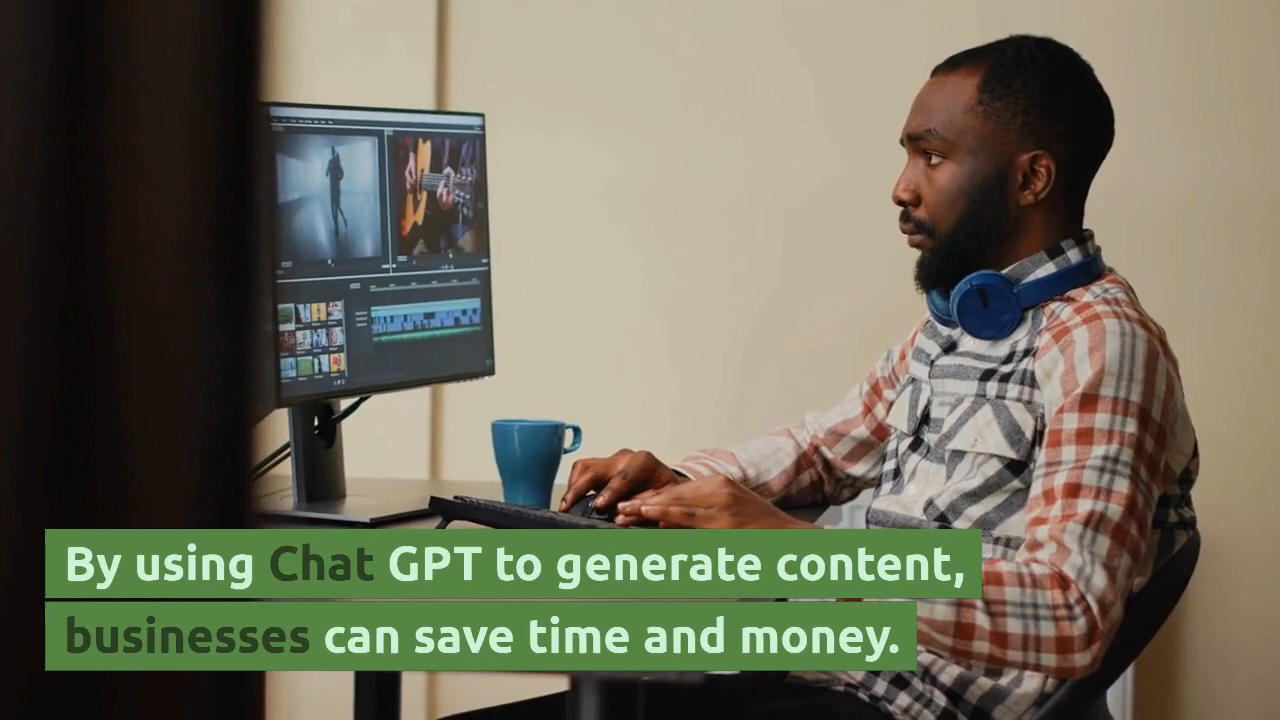 By using Chat GPT to generate content,
businesses can save time and money.